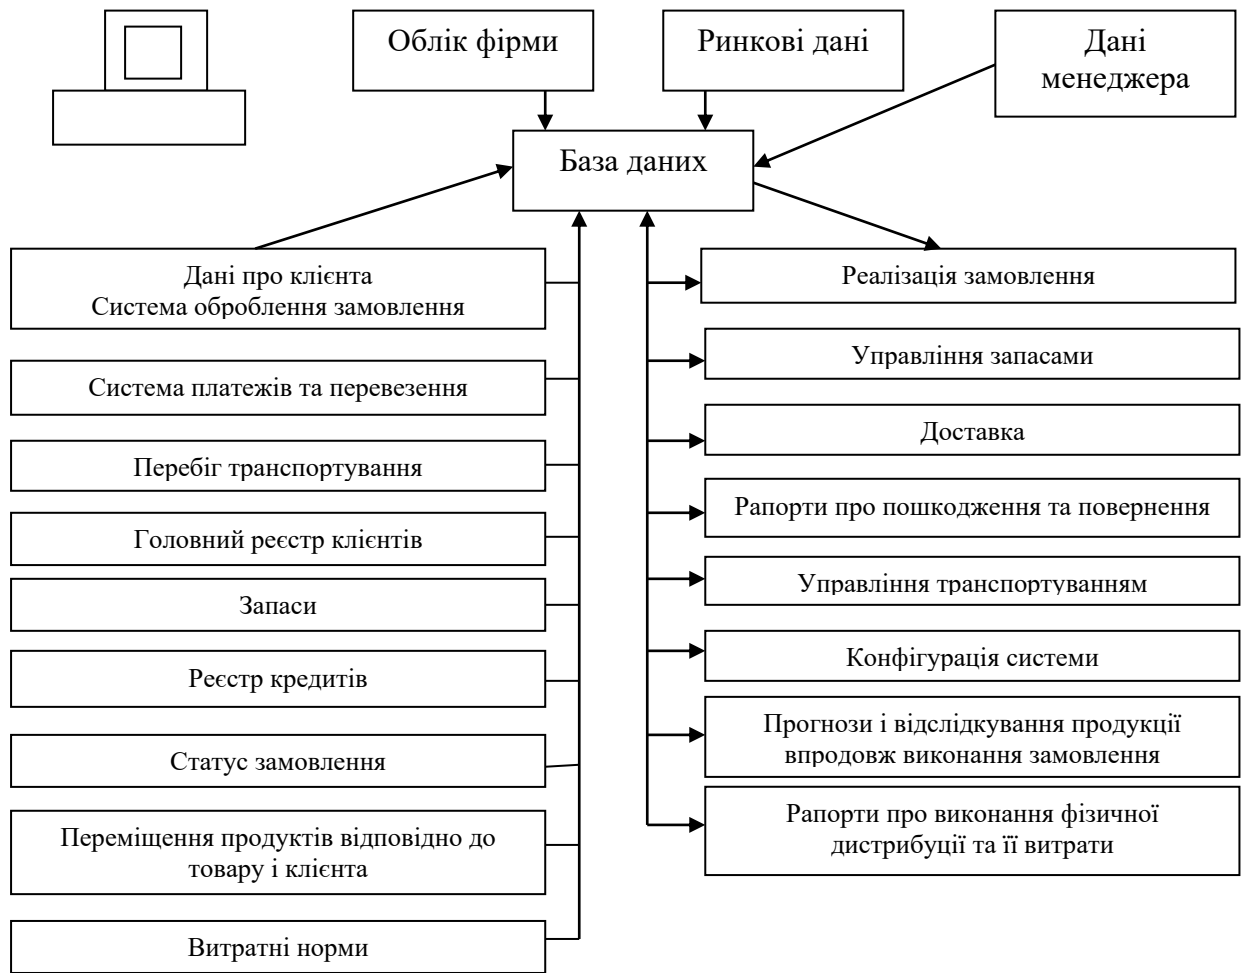 Облік фірми
Ринкові дані
Дані
менеджера
База даних
Дані про клієнта
Система оброблення замовлення
Система платежів та перевезення
Перебіг транспортування
Головний реєстр клієнтів
Запаси
Реєстр кредитів
Статус замовлення
Переміщення продуктів відповідно до
товару і клієнта
Витратні норми
Реалізація замовлення
Управління запасами
Доставка
Рапорти про пошкодження та повернення
Управління транспортуванням
Конфігурація системи
Прогнози і відслідкування продукції
впродовж виконання замовлення
Рапорти про виконання фізичної
дистрибуції та її витрати